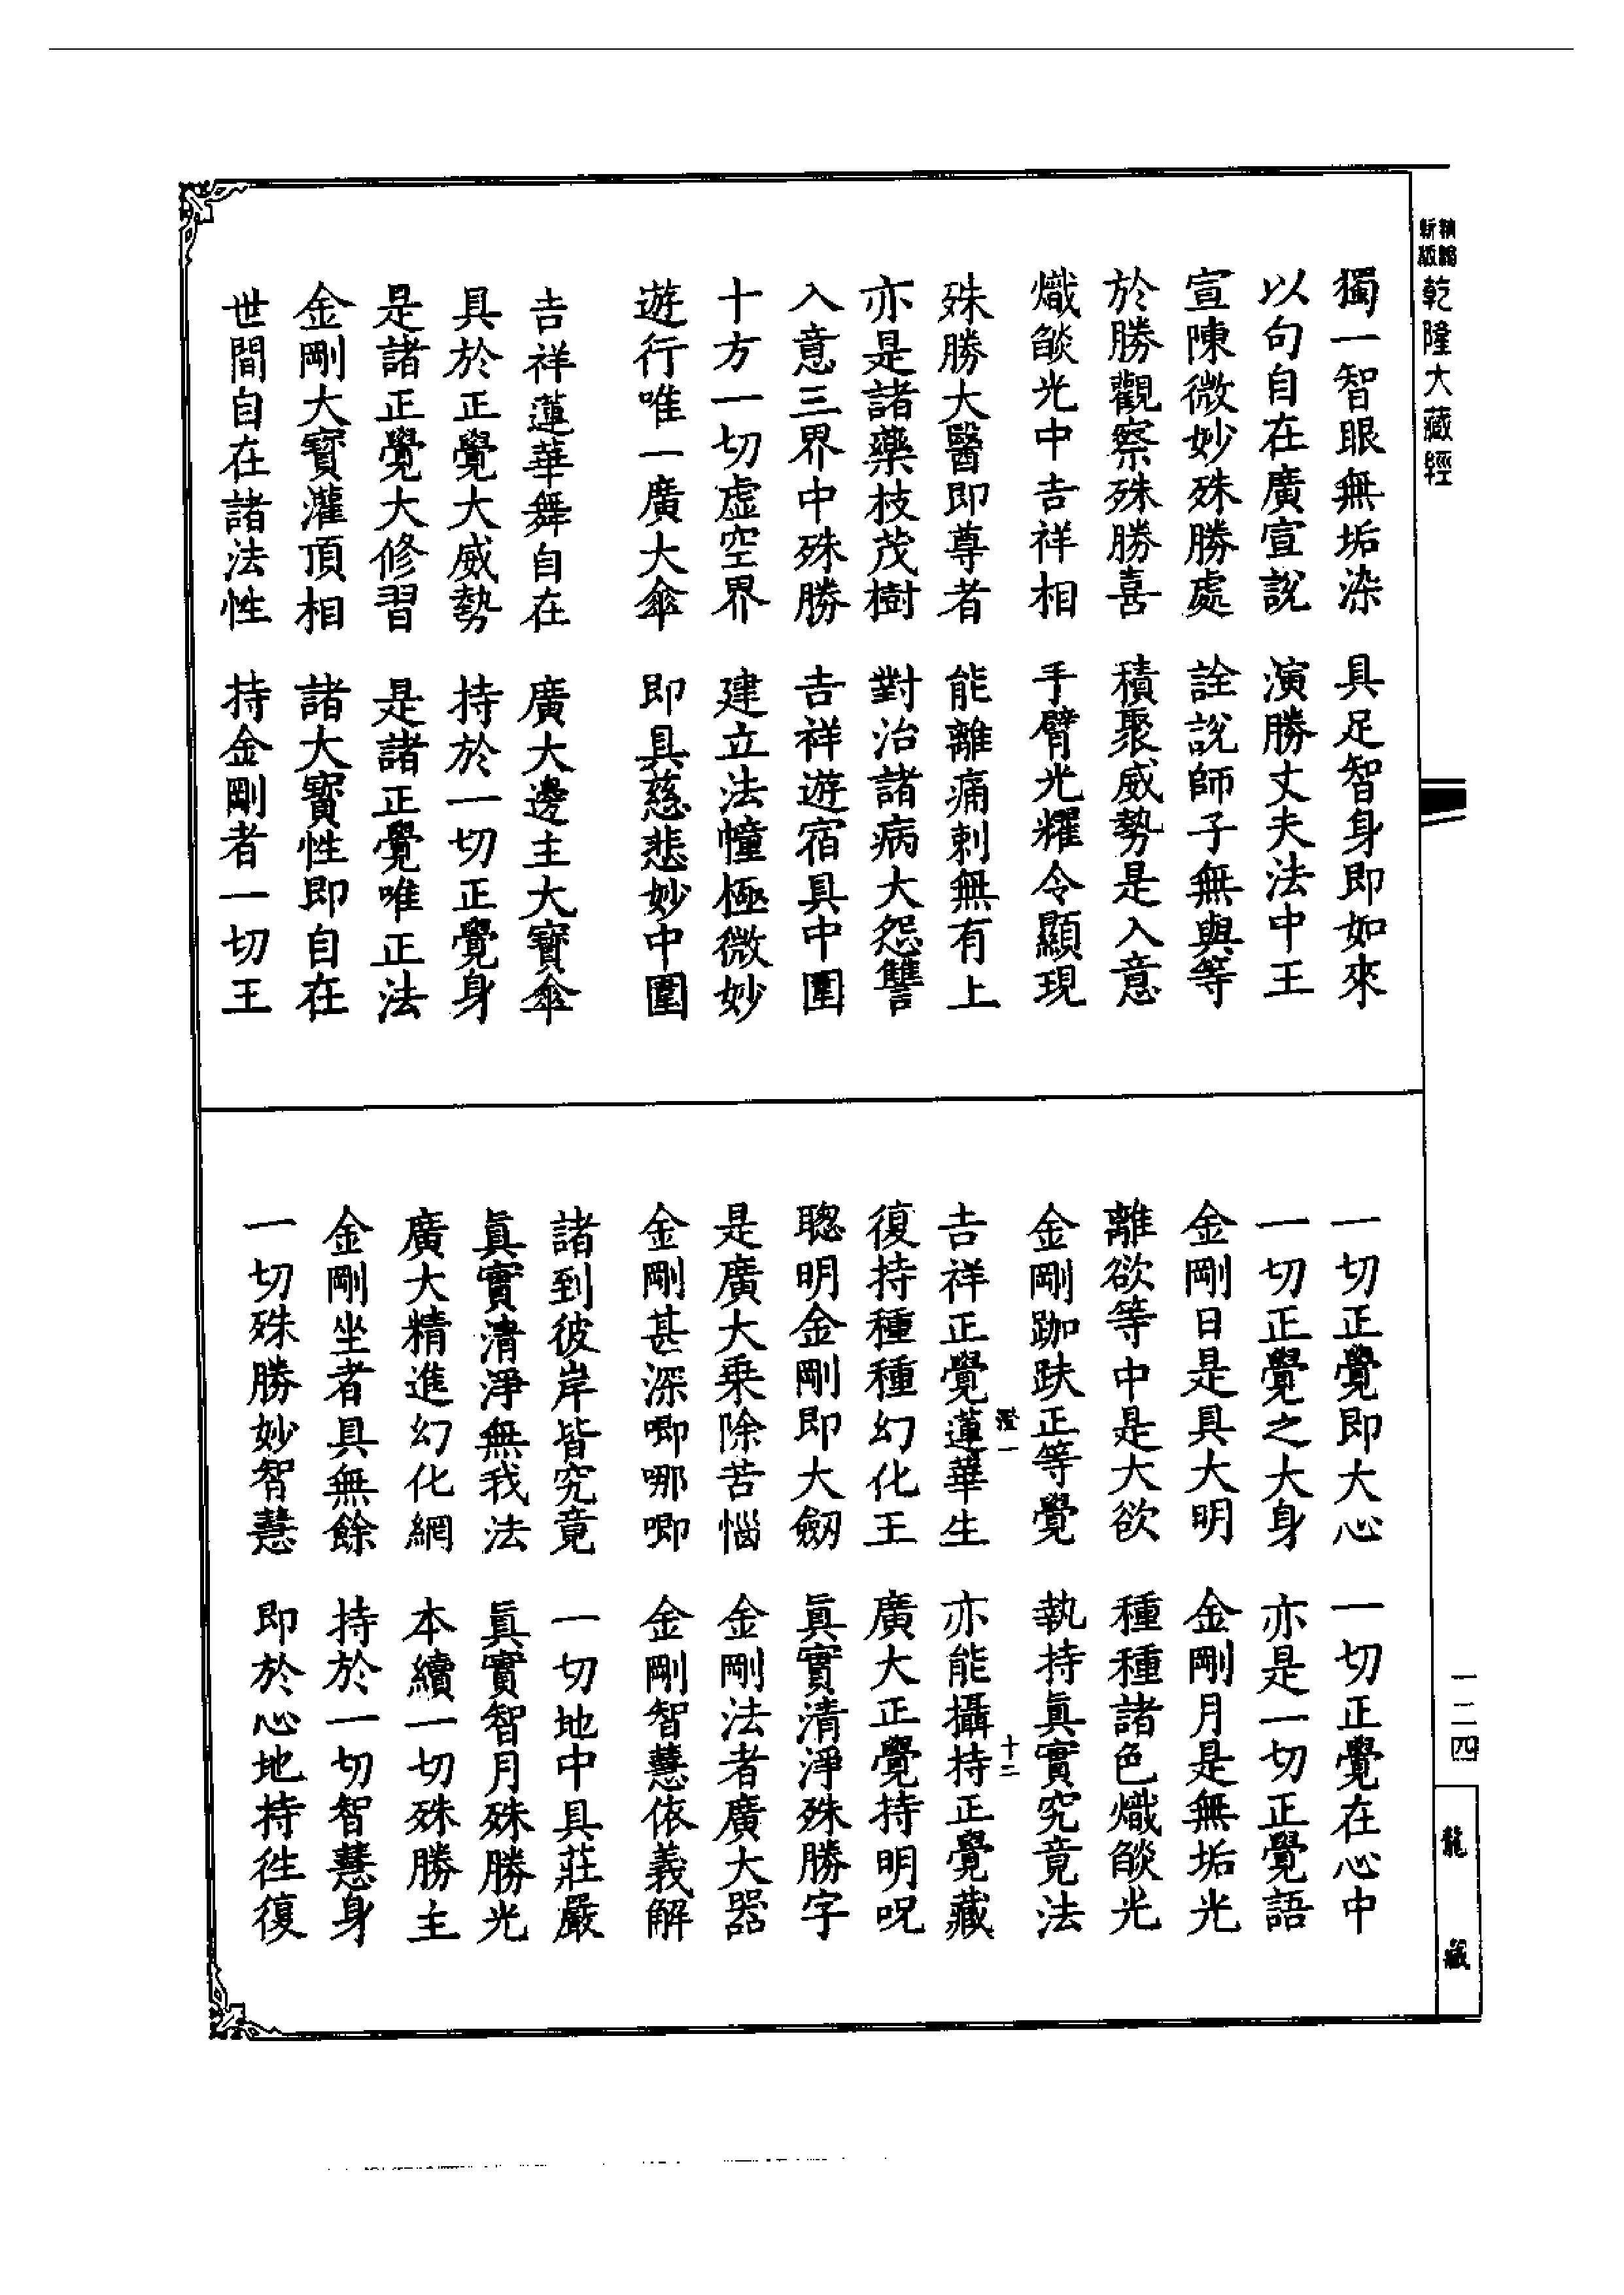 精縮新版乾隆大藏經
獨一智眼無垢染　具足智身即如來
以句自在廣宣說　演勝丈夫法中王
宣陳微妙殊勝處　詮說師子無與等
於勝觀察殊勝喜　積聚威勢是入意
熾燄光中吉祥相　手臂光耀令顯現
殊勝大醫即尊者　能離痛刺無有上
亦是諸藥枝茂樹　對治諸病大怨讐
入意三界中殊勝　吉祥遊宿具中圍
十方一切虛空界　建立法幢極微妙
遊行唯一廣大傘　即具慈悲妙中圍
吉祥蓮華舞自在　廣大邊主大寶傘
具於正覺大威勢　持於一切正覺身
是諸正覺大修習　是諸正覺唯正法
金剛大寶灌頂相　諸大寶性即自在
世間自在諸法性　持金剛者一切王
一切正覺即大心　一切正覺在心中
一切正覺之大身　亦是一切正覺語
金剛日是具大明　金剛月是無垢光
離欲等中是大欲　種種諸色熾燄光
金剛跏趺正等覺　執持眞實究竟法
澄一　十二
吉祥正覺蓮華生　亦能攝持正覺藏
復持種種幻化王　廣大正覺持明呪
聰明金剛即大劒　眞實清淨殊勝字
是廣大乗除苦惱　金剛法者廣大器
金剛甚深唧哪唧　金剛智慧依義解
諸到彼岸皆究竟　一切地中具莊嚴
眞實清淨無我法　眞實智月殊勝光
廣大精進幻化網　本續一切殊勝主
金剛坐者具無餘　持於一切智慧身
一切殊勝妙智慧　即於心地持往復
一二四
龍藏